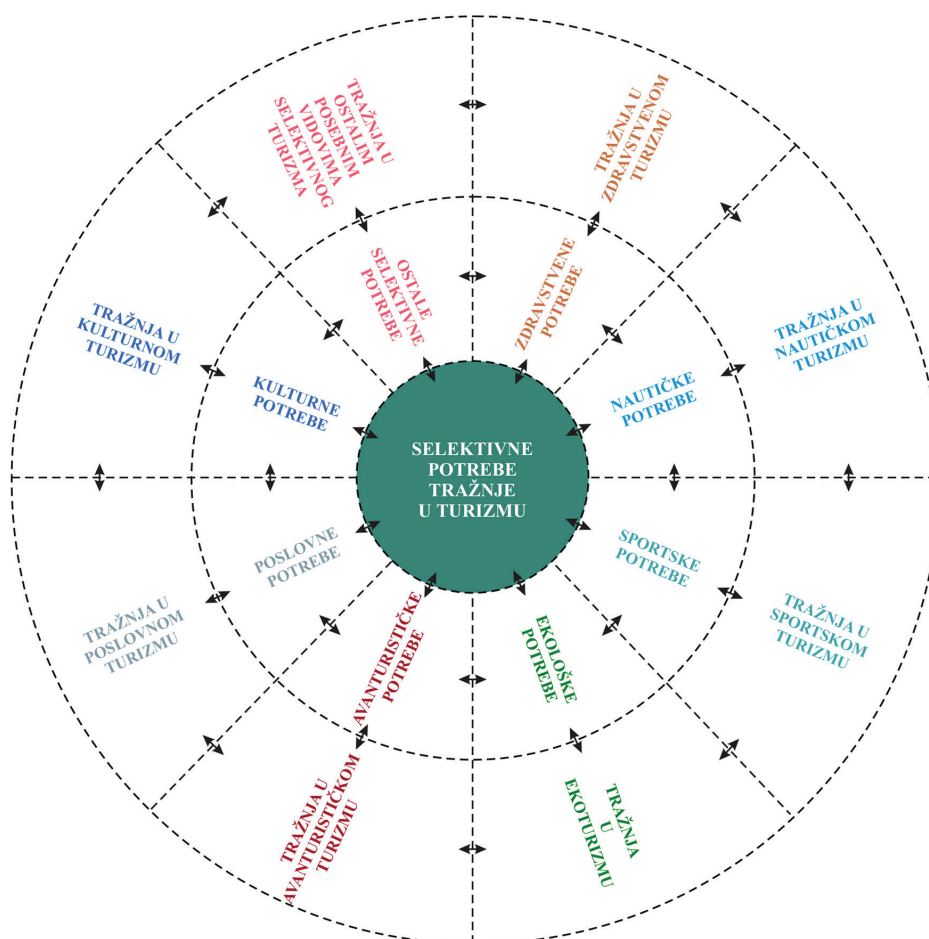 TRAŽNJA U
OSTALIM
POSEBNIM
VIDOVIMA
SELEKTIVNOG
TURIZMA
TRAŽNJA U
ZDRAVSTVENOM
TURIZMU
OSTALE
SELEKTIVNE
POTREBE
ZDRAVSTVENE
POTREBE
TRAŽNJA U
KULTURNOM
TURIZMU
KULTURNE
POTREBE
NAUTIČKE
POTREBE
TRAŽNJA U
NAUTIČKOM
TURIZMU
SELEKTIVNE
POTREBE
TRAŽNJE
U TURIZMU
TRAŽNJA U
POSLOVNOM
TURIZMU
POSLOVNE
POTREBE
SPORTSKE
POTREBE
TRAŽNJA U
SPORTSKOM
TURIZMU
AVANTURISTIČKE
POTREBE
EKOLOŠKE
POTREBE
TRAŽNJA U
AVANTURISTIČKOM
TURIZMU
TRAŽNJA
U
EKOTURIZMU